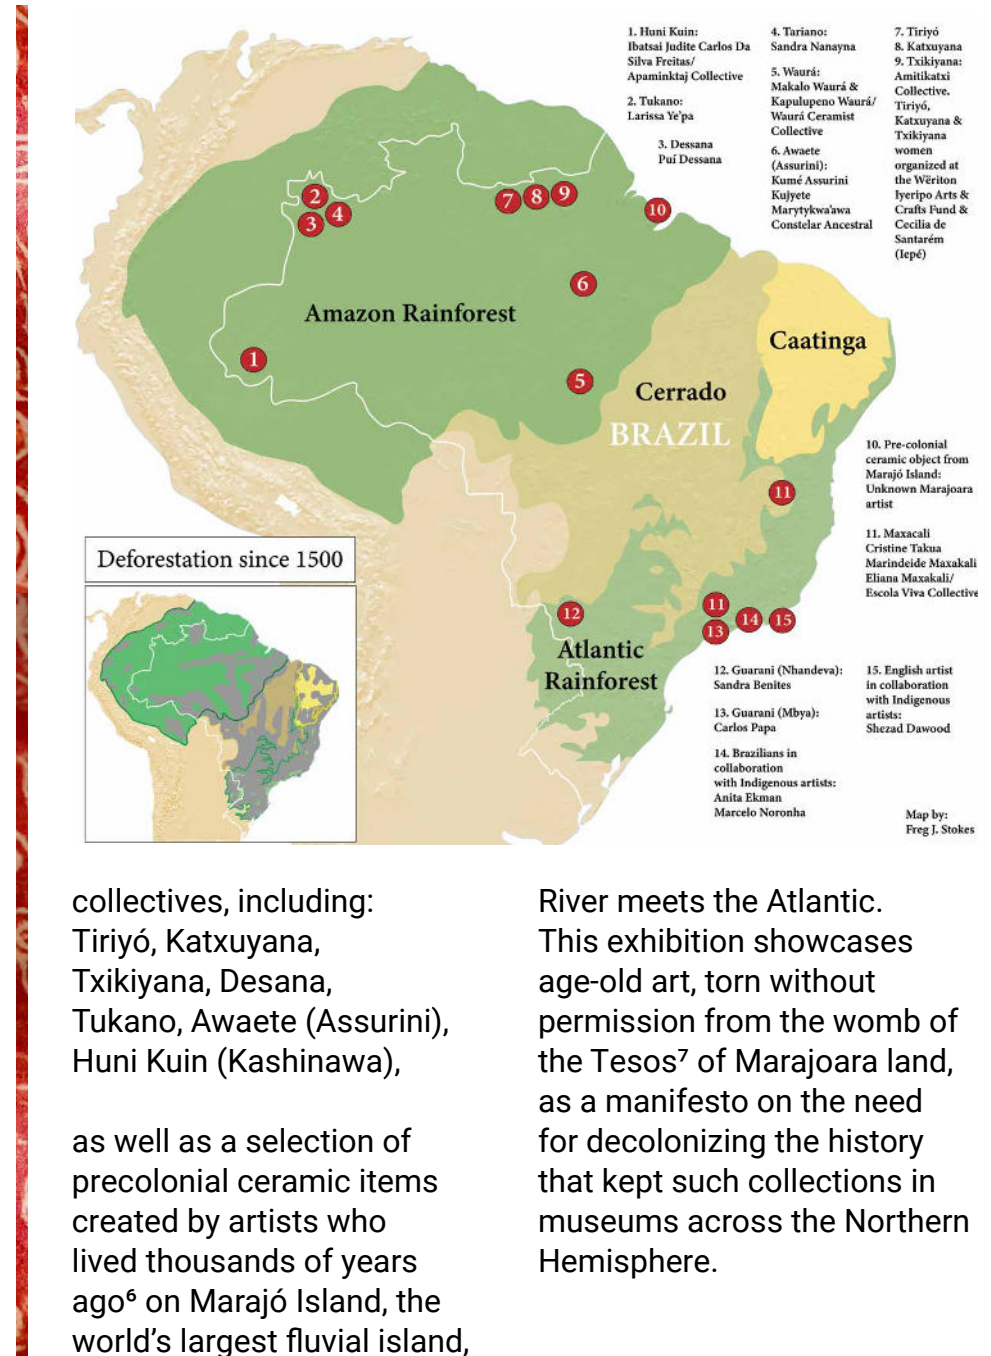 1. Huni Kuin:
Ibatsai Judite Carlos Da
Silva Freitas/
Apaminktaj Collective
2. Tukano:
Larissa Ye'pa
3. Dessana
Puí Dessana
4. Tariano:
Sandra Nanayna
5. Waurá:
Makalo Waurá &
Kapulupeno Waurá/
Waurá Ceramist
Collective
6. Awaete
(Assurini):
Kumé Assurini
Kujyete
Marytykwa'awa
Constelar Ancestral
7. Tiriyó
8. Katxuyana
9. Txikiyana:
Amitikatxi
Collective.
Tiriyó,
Katxuyana &
Txikiyana
women
organized at
the Wëriton
Iyeripo Arts &
Crafts Fund &
Cecilia de
Santarém
(Iepé)
2
3
4
7
8
9
10
6
Amazon Rainforest
1
5
Caatinga
Cerrado
BRAZIL
11
10. Pre-colonial
ceramic object from
Marajó Island:
Unknown Marajoara
artist
11. Maxacali
Cristine Takua
Marindeide Maxakali
Eliana Maxakali/
Escola Viva Collective
Deforestation since 1500
12
11
13
14
15
Atlantic
Rainforest
12. Guarani (Nhandeva):
Sandra Benites
13. Guarani (Mbya):
Carlos Papa
14. Brazilians in
collaboration
with Indigenous artists:
Anita Ekman
Marcelo Noronha
15. English artist
in collaboration
with Indigenous
artists:
Shezad Dawood
Map by:
Freg J. Stokes
collectives, including:
Tiriyó, Katxuyana,
Txikiyana, Desana,
Tukano, Awaete (Assurini),
Huni Kuin (Kashinawa),
as well as a selection of
precolonial ceramic items
created by artists who
lived thousands of years
ago⁶ on Marajó Island, the
world's largest fluvial island,
River meets the Atlantic.
This exhibition showcases
age-old art, torn without
permission from the womb of
the Tesos⁷ of Marajoara land,
as a manifesto on the need
for decolonizing the history
that kept such collections in
museums across the Northern
Hemisphere.